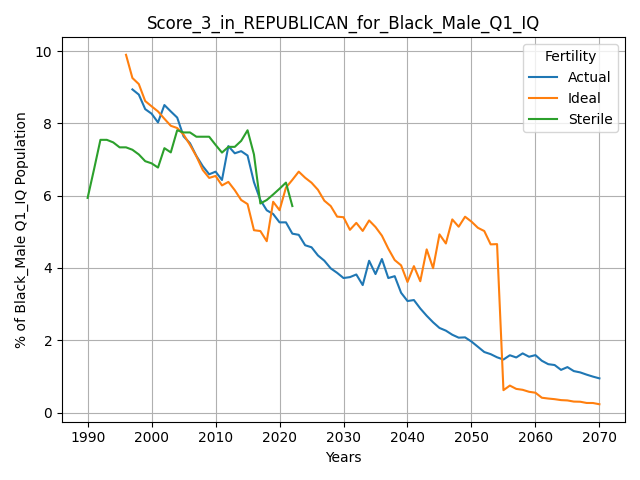 Score_3_in_REPUBLICAN_for_Black_Male_Q1_IQ
% of Black_Male Q1_IQ Population
10
8
6
4
2
0
Fertility
Actual
Ideal
Sterile
1990 2000 2010 2020 2030 2040 2050 2060 2070
Years